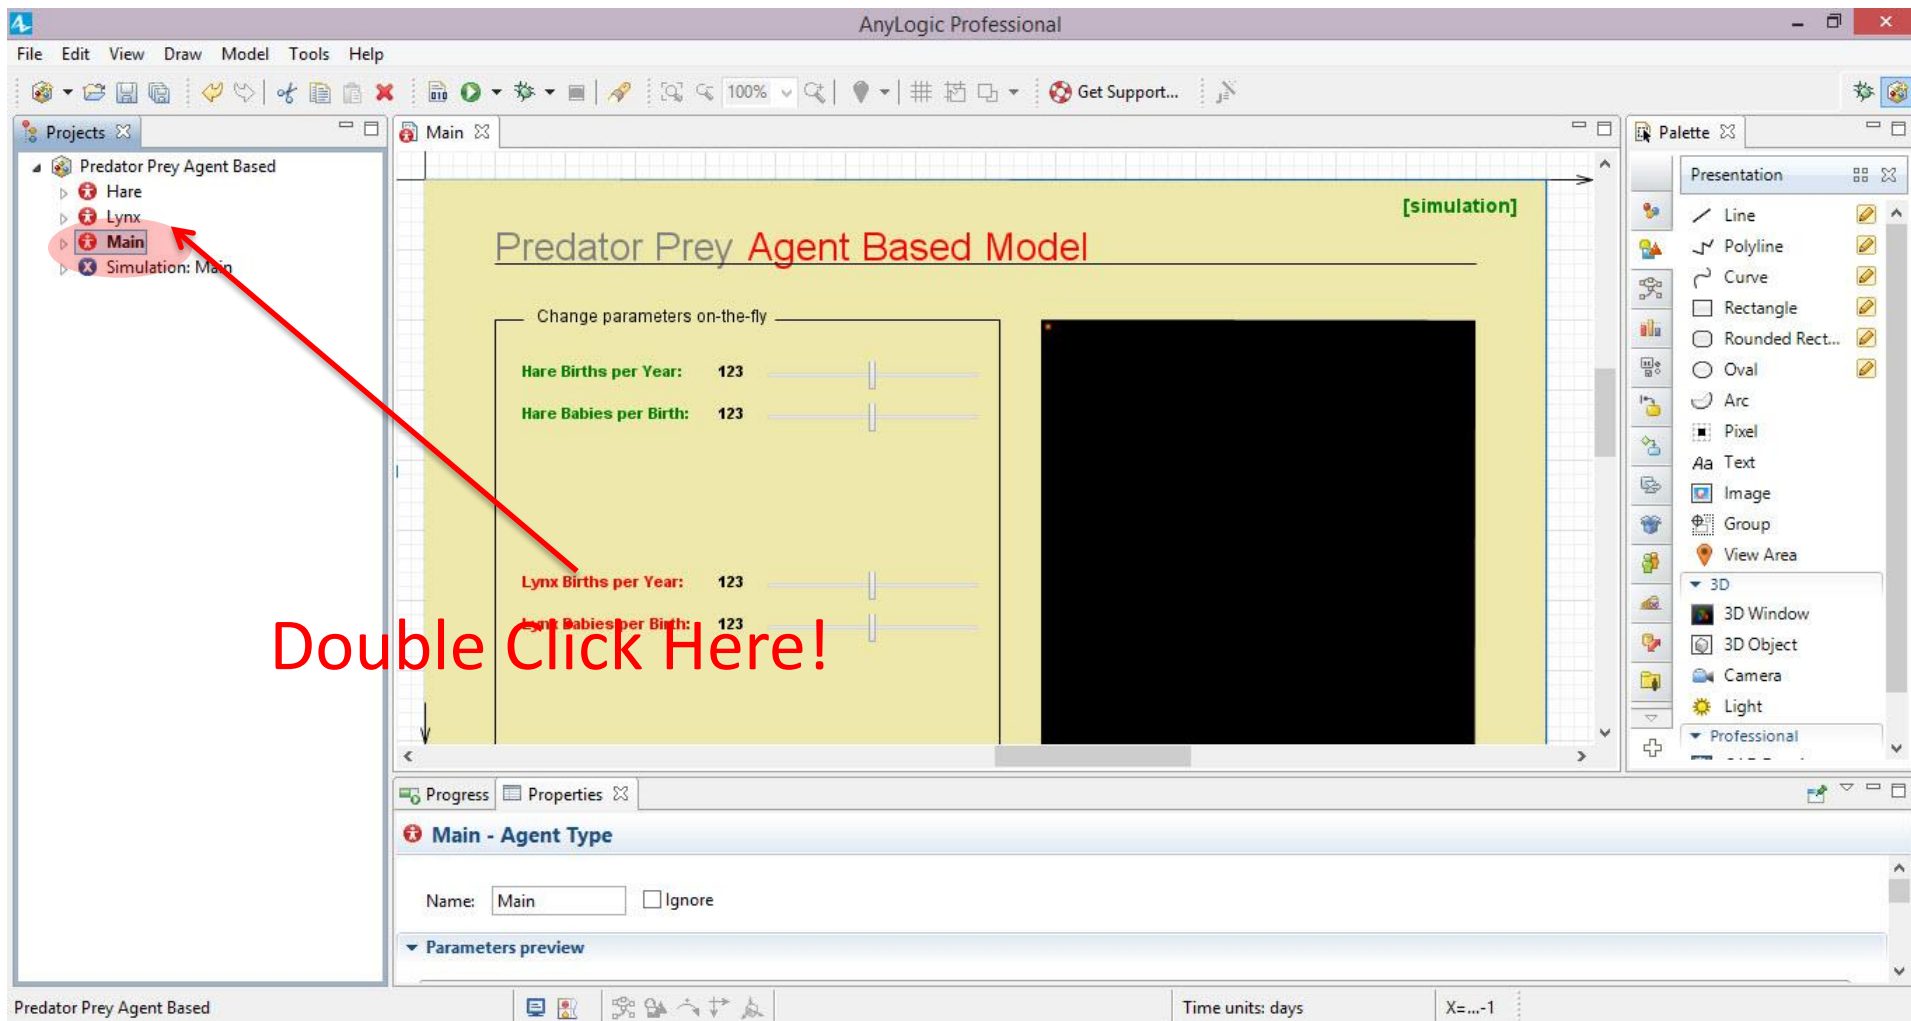 AnyLogic Professional
File Edit View Draw Model Tools Help
100%
Get Support...
Projects
Main
Palette
Predator Prey Agent Based
Hare
Lynx
Main
Simulation: Main
[simulation]
Predator Prey Agent Based Model
Change parameters on-the-fly
Hare Births per Year: 123
Hare Babies per Birth: 123
Lynx Births per Year: 123
Lynx Babies per Birth: 123
Double Click Here!
Presentation
Line
Polyline
Curve
Rectangle
Rounded Rect...
Oval
Arc
Pixel
Aa Text
Image
Group
View Area
3D
3D Window
3D Object
Camera
Light
Professional
Progress Properties
Main - Agent Type
Name: Main Ignore
Parameters preview
Predator Prey Agent Based
Time units: days
X=...-1